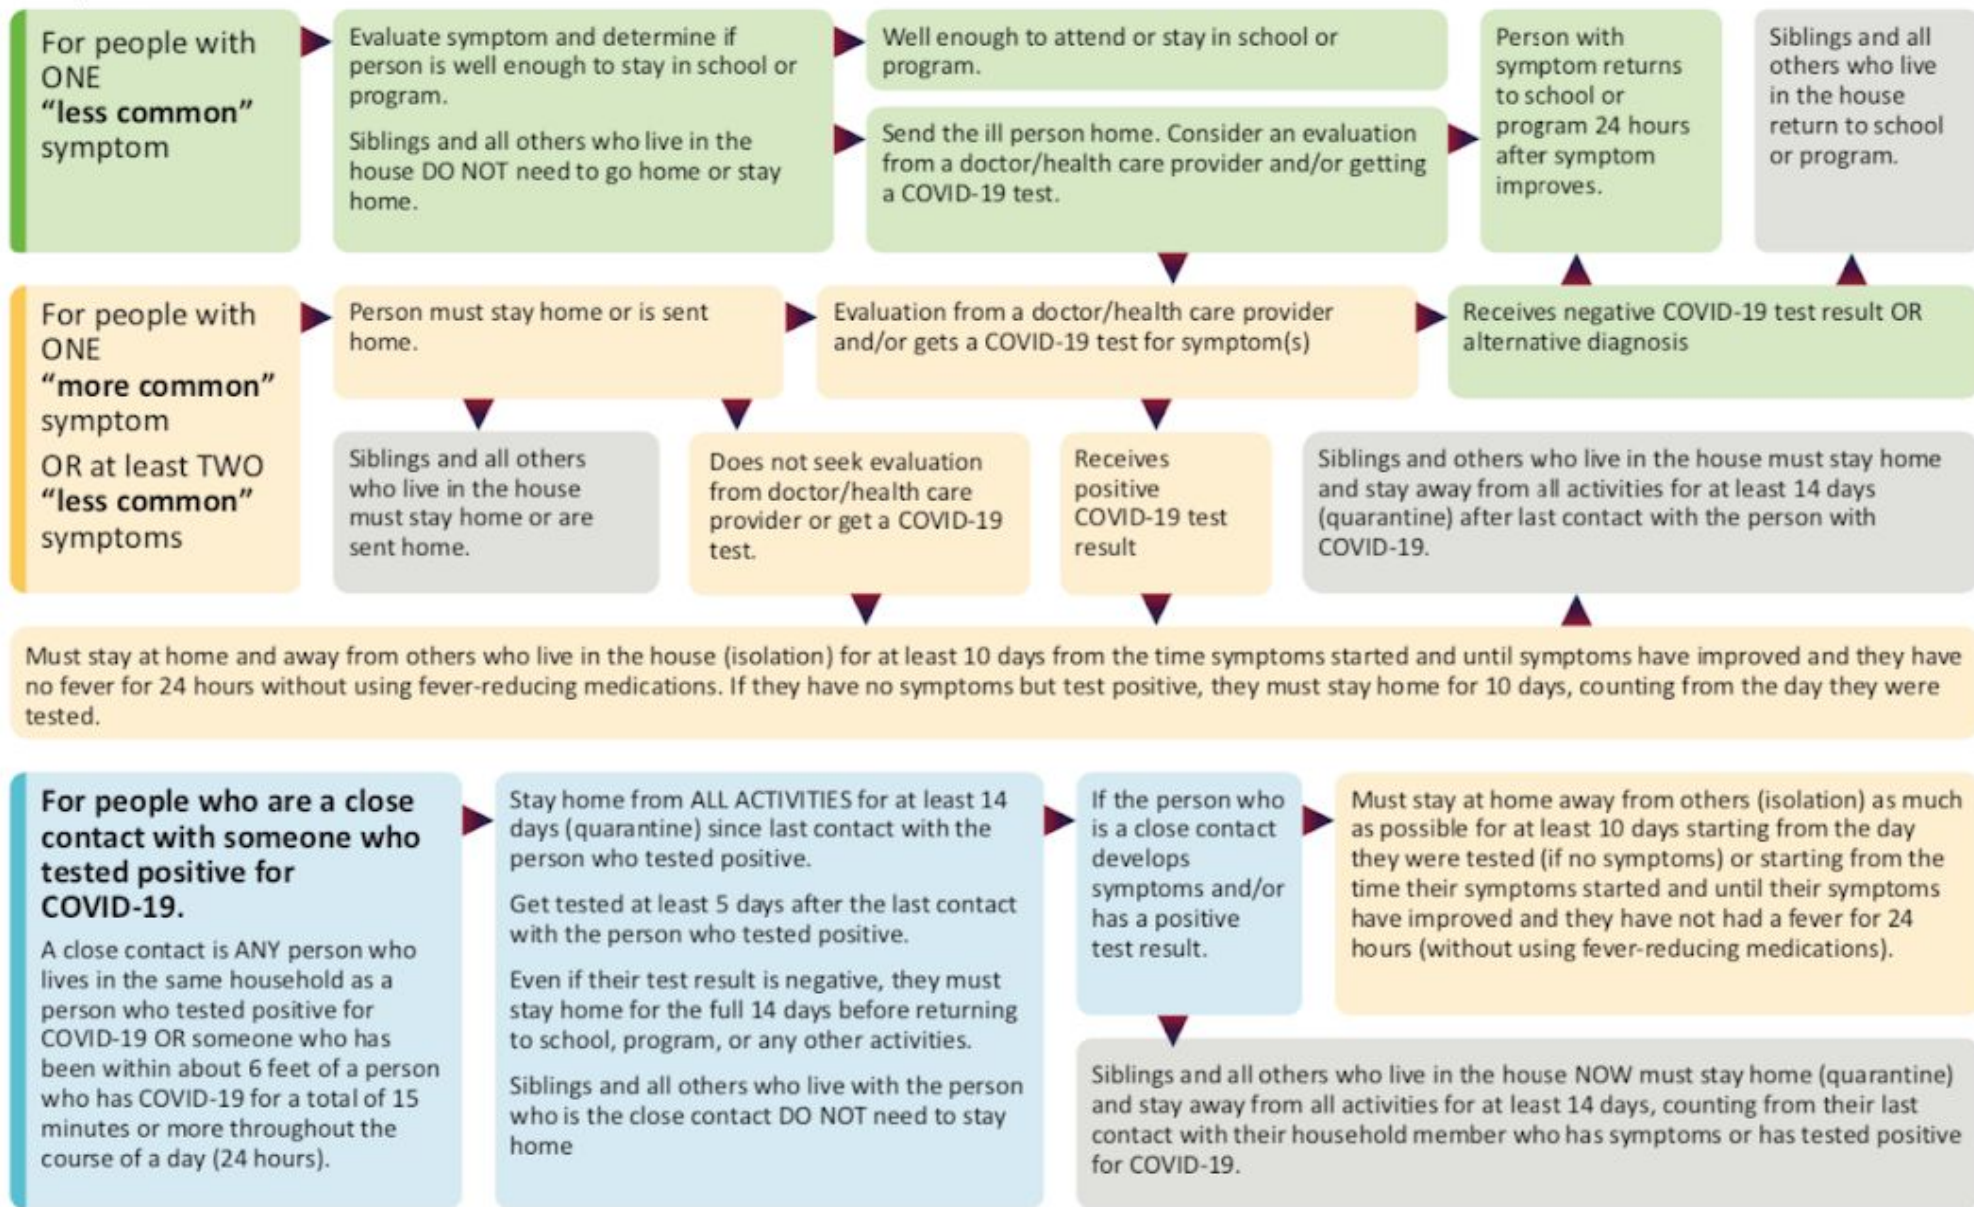 For people with
ONE
“less common”
symptom
Evaluate symptom and determine if
person is well enough to stay in school or
program.
Siblings and all others who live in the
house DO NOT need to go home or stay
home.
Well enough to attend or stay in school or
program.
Send the ill person home. Consider an evaluation
from a doctor/health care provider and/or getting
a COVID-19 test.
Person with
symptom returns
to school or
program 24 hours
after symptom
improves.
Siblings and all
others who live
in the house
return to school
or program.
For people with
ONE
“more common”
symptom
OR at least TWO
“less common”
symptoms
Person must stay home or is sent
home.
Evaluation from a doctor/health care provider
and/or gets a COVID-19 test for symptom(s)
Receives negative COVID-19 test result OR
alternative diagnosis
Siblings and all others
who live in the house
must stay home or are
sent home.
Does not seek evaluation
from doctor/health care
provider or get a COVID-19
test.
Receives
positive
COVID-19 test
result
Siblings and others who live in the house must stay home
and stay away from all activities for at least 14 days
(quarantine) after last contact with the person with
COVID-19.
Must stay at home and away from others who live in the house (isolation) for at least 10 days from the time symptoms started and until symptoms have improved and they have
no fever for 24 hours without using fever-reducing medications. If they have no symptoms but test positive, they must stay home for 10 days, counting from the day they were
tested.
For people who are a close
contact with someone who
tested positive for
COVID-19.
A close contact is ANY person who
lives in the same household as a
person who tested positive for
COVID-19 OR someone who has
been within about 6 feet of a person
who has COVID-19 for a total of 15
minutes or more throughout the
course of a day (24 hours).
Stay home from ALL ACTIVITIES for at least 14
days (quarantine) since last contact with the
person who tested positive.
Get tested at least 5 days after the last contact
with the person who tested positive.
Even if their test result is negative, they must
stay home for the full 14 days before returning
to school, program, or any other activities.
Siblings and all others who live with the person
who is the close contact DO NOT need to stay
home
If the person who
is a close contact
develops
symptoms and/or
has a positive
test result.
Must stay at home away from others (isolation) as much
as possible for at least 10 days starting from the day
they were tested (if no symptoms) or starting from the
time their symptoms started and until their symptoms
have improved and they have not had a fever for 24
hours (without using fever-reducing medications).
Siblings and all others who live in the house NOW must stay home (quarantine)
and stay away from all activities for at least 14 days, counting from their last
contact with their household member who has symptoms or has tested positive
for COVID-19.